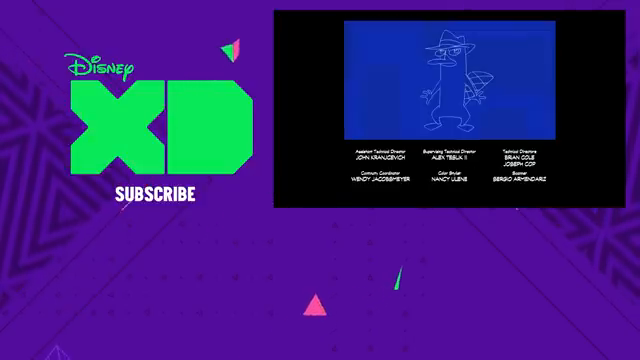 Disney
XD
SUBSCRIBE
Assistant Technical Director
JOHN KRANJCEVICH
Supervising Technical Director
ALEX TESLIK II
Technical Directors
BRIAN COLE
JOSEPH COP
Continuity Coordinator
WENDY JACOBSMEYER
Color Stylist
NANCY ULENE
Scanner
SERGIO ARMENDARIZ